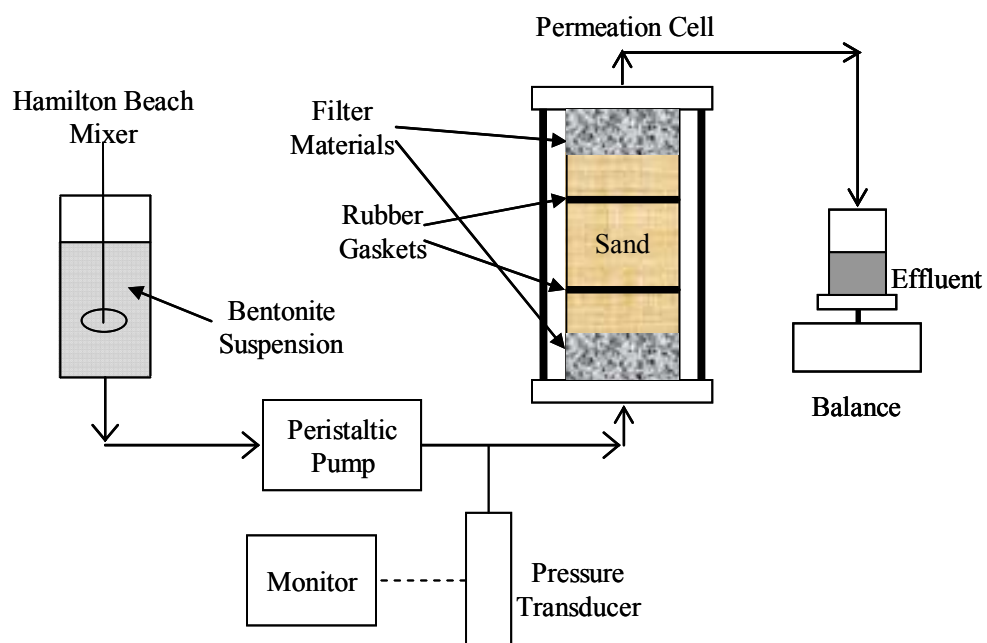 Permeation Cell
Hamilton Beach
Mixer
Filter
Materials
Rubber
Gaskets
Sand
Effluent
Bentonite
Suspension
Balance
Peristaltic
Pump
Monitor
Pressure
Transducer